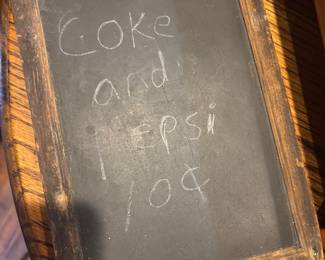 Coke
and
Pepsi
10¢